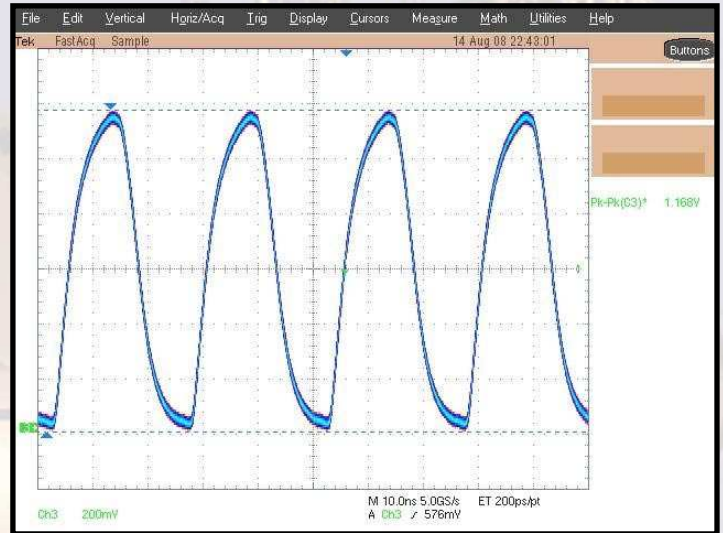 File Edit Vertical Horiz/Acq Trig Display Cursors Measure Math Utilities Help
Tek FastAcq Sample 14 Aug 08 22:43:01 Buttons
Pk-Pk(C3)* 1.168V
M 10.0ns 5.0GS/s ET 200ps/pt
A Ch3 ∕ 576mV
Ch3 200mV